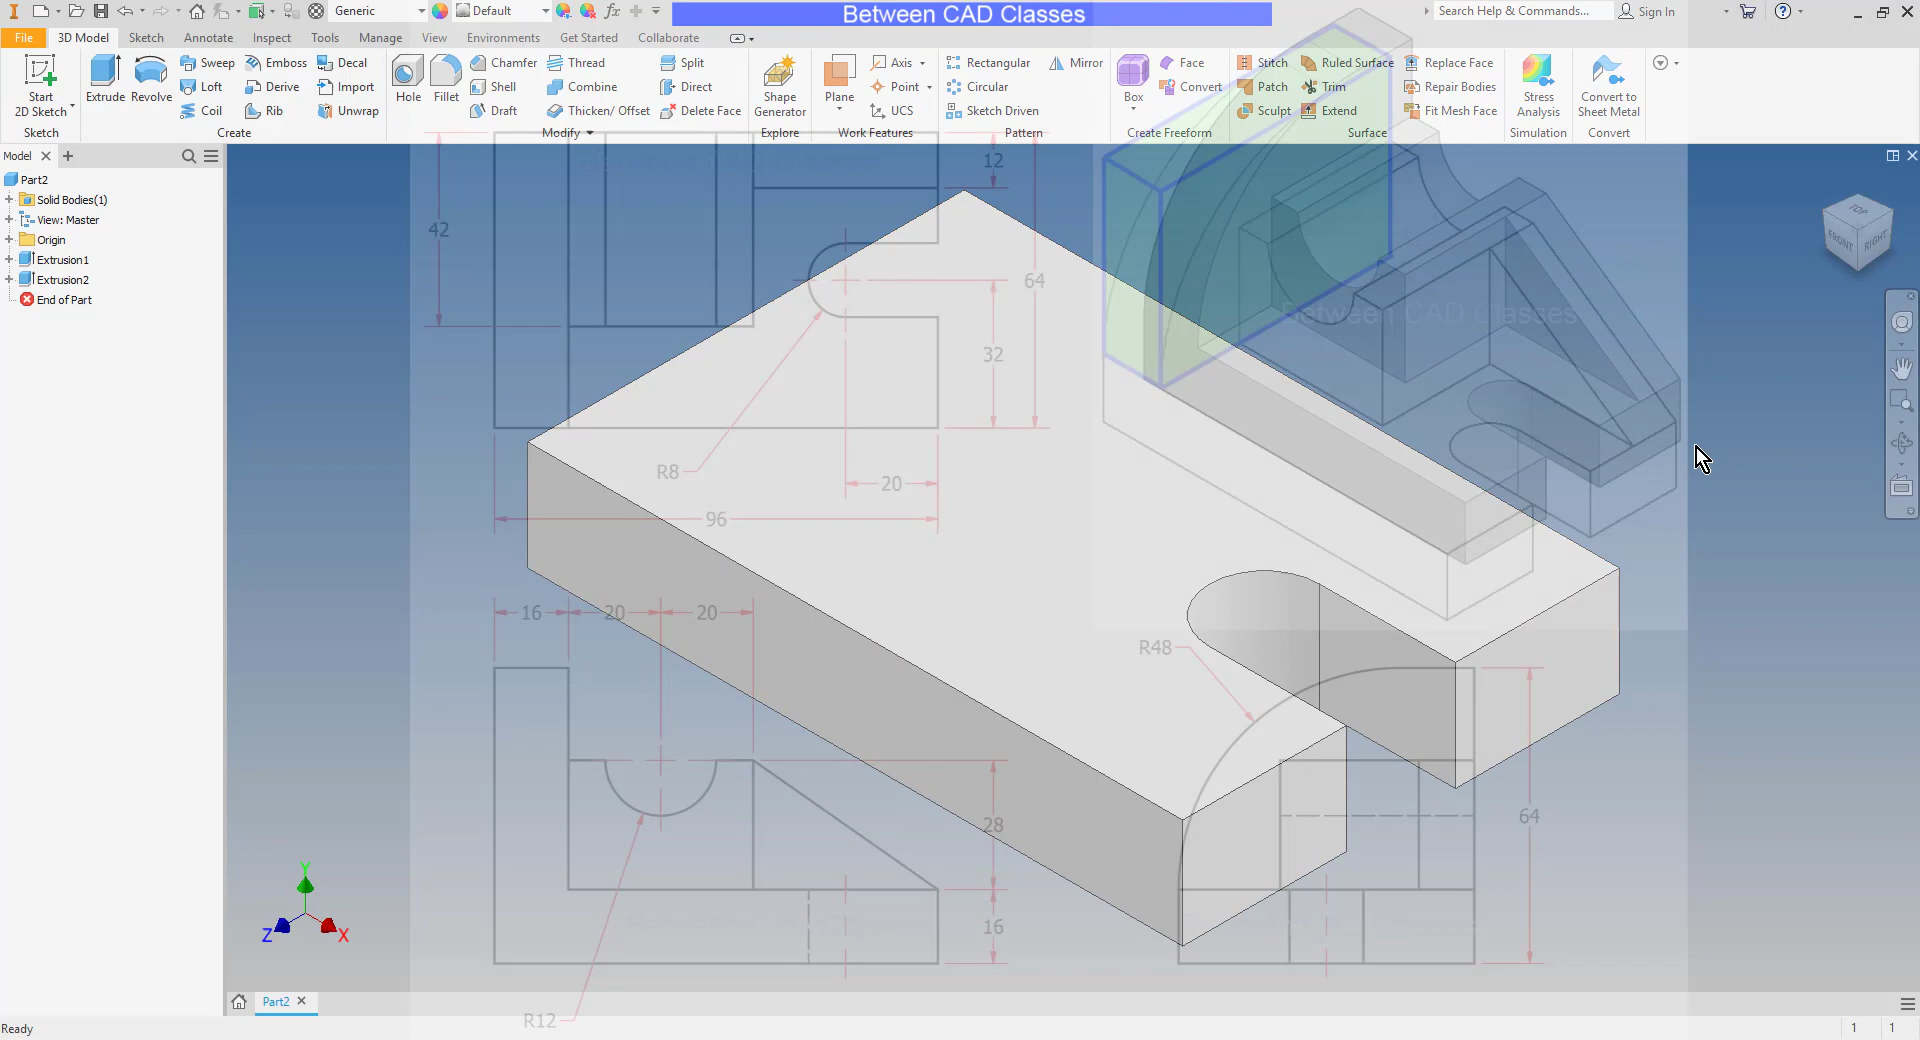 Generic
Default
Between CAD Classes
Search Help & Commands...
Sign In
File
3D Model
Sketch
Annotate
Inspect
Tools
Manage
View
Environments
Get Started
Collaborate
Start
2D Sketch
Extrude
Revolve
Sweep
Emboss
Decal
Loft
Derive
Import
Coil
Rib
Unwrap
Hole
Fillet
Chamfer
Thread
Split
Shell
Combine
Direct
Draft
Thicken/ Offset
Delete Face
Shape
Generator
Plane
Axis
Point
UCS
Rectangular
Mirror
Circular
Sketch Driven
Box
Face
Convert
Stitch
Ruled Surface
Replace Face
Patch
Trim
Repair Bodies
Sculpt
Extend
Fit Mesh Face
Stress
Analysis
Convert to
Sheet Metal
Sketch
Create
Modify
Explore
Work Features
Pattern
Create Freeform
Surface
Simulation
Convert
Model
Part2
Solid Bodies(1)
View: Master
Origin
Extrusion1
Extrusion2
End of Part
12
42
64
32
R8
20
96
16
20
20
R48
28
64
16
R12
Between CAD Classes
TOP
FRONT
RIGHT
Y
Z
X
Part2
Ready
1
1